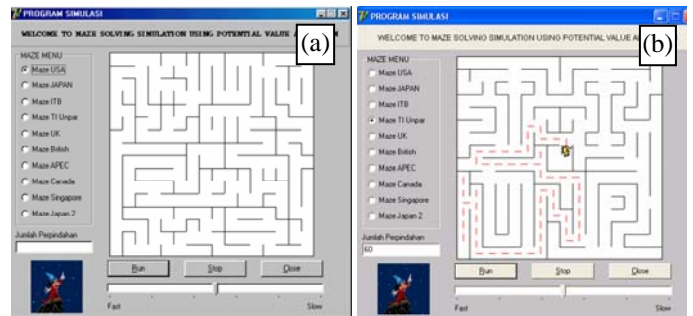 PROGRAM SIMULASI
WELCOME TO MAZE SOLVING SIMULATION USING POTENTIAL VALUE A
(a)
MAZE MENU
Maze USA
Maze JAPAN
Maze ITB
Maze TI Unpar
Maze UK
Maze British
Maze APEC
Maze Canada
Maze Singapore
Maze Japan 2
Jumlah Perpindahan
Run Stop Close
Fast Slow
PROGRAM SIMULASI
WELCOME TO MAZE SOLVING SIMULATION USING POTENTIAL VALUE
(b)
MAZE MENU
Maze USA
Maze JAPAN
Maze ITB
Maze TI Unpar
Maze UK
Maze British
Maze APEC
Maze Canada
Maze Singapore
Maze Japan 2
Jumlah Perpindahan
60
Run Stop Close
Fast Slow